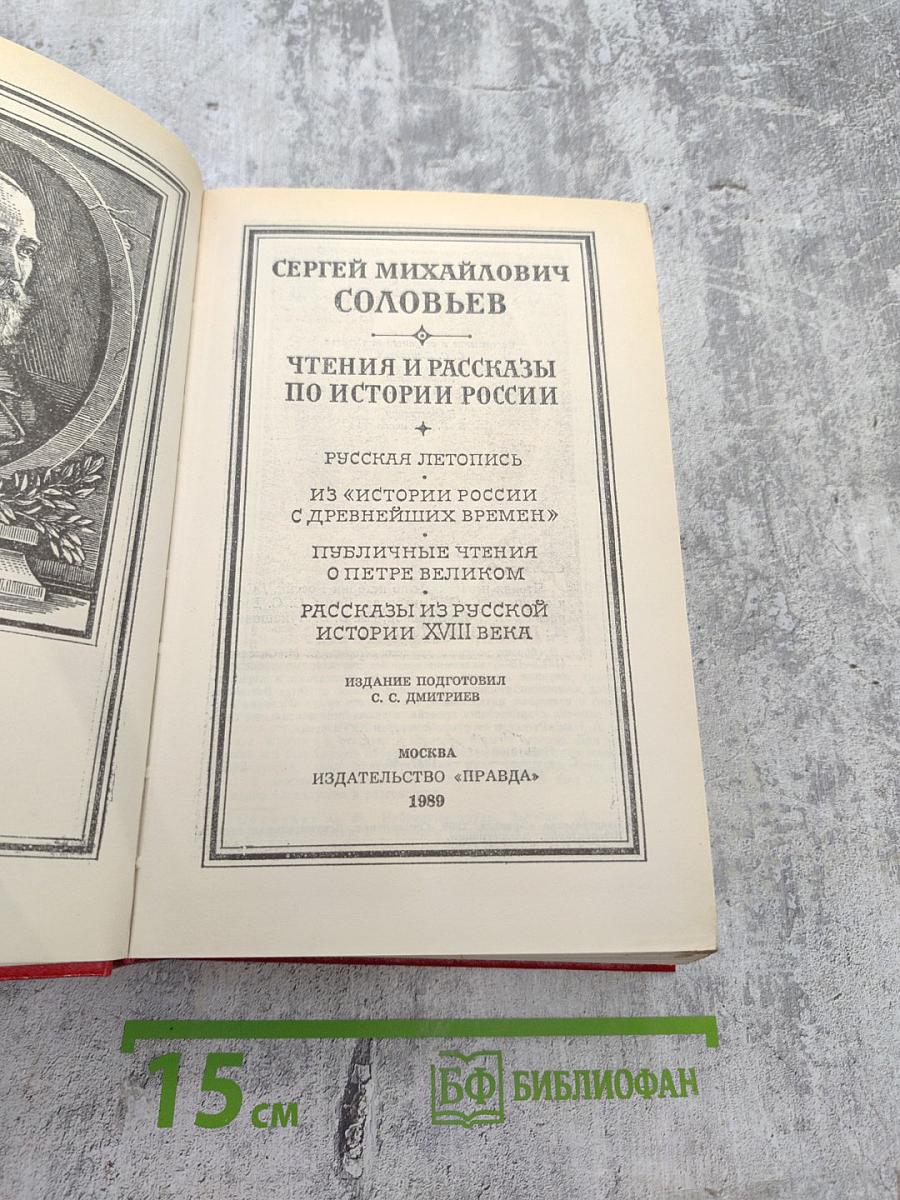 СЕРГЕЙ МИХАЙЛОВИЧ
СОЛОВЬЕВ
ЧТЕНИЯ И РАССКАЗЫ
ПО ИСТОРИИ РОССИИ
РУССКАЯ ЛЕТОПИСЬ
ИЗ «ИСТОРИИ РОССИИ
С ДРЕВНЕЙШИХ ВРЕМЕН»
ПУБЛИЧНЫЕ ЧТЕНИЯ
О ПЕТРЕ ВЕЛИКОМ
РАССКАЗЫ ИЗ РУССКОЙ
ИСТОРИИ XVIII ВЕКА
ИЗДАНИЕ ПОДГОТОВИЛ
С. С. ДМИТРИЕВ
МОСКВА
ИЗДАТЕЛЬСТВО «ПРАВДА»
1989
15 см
БФ БИБЛИОФАН